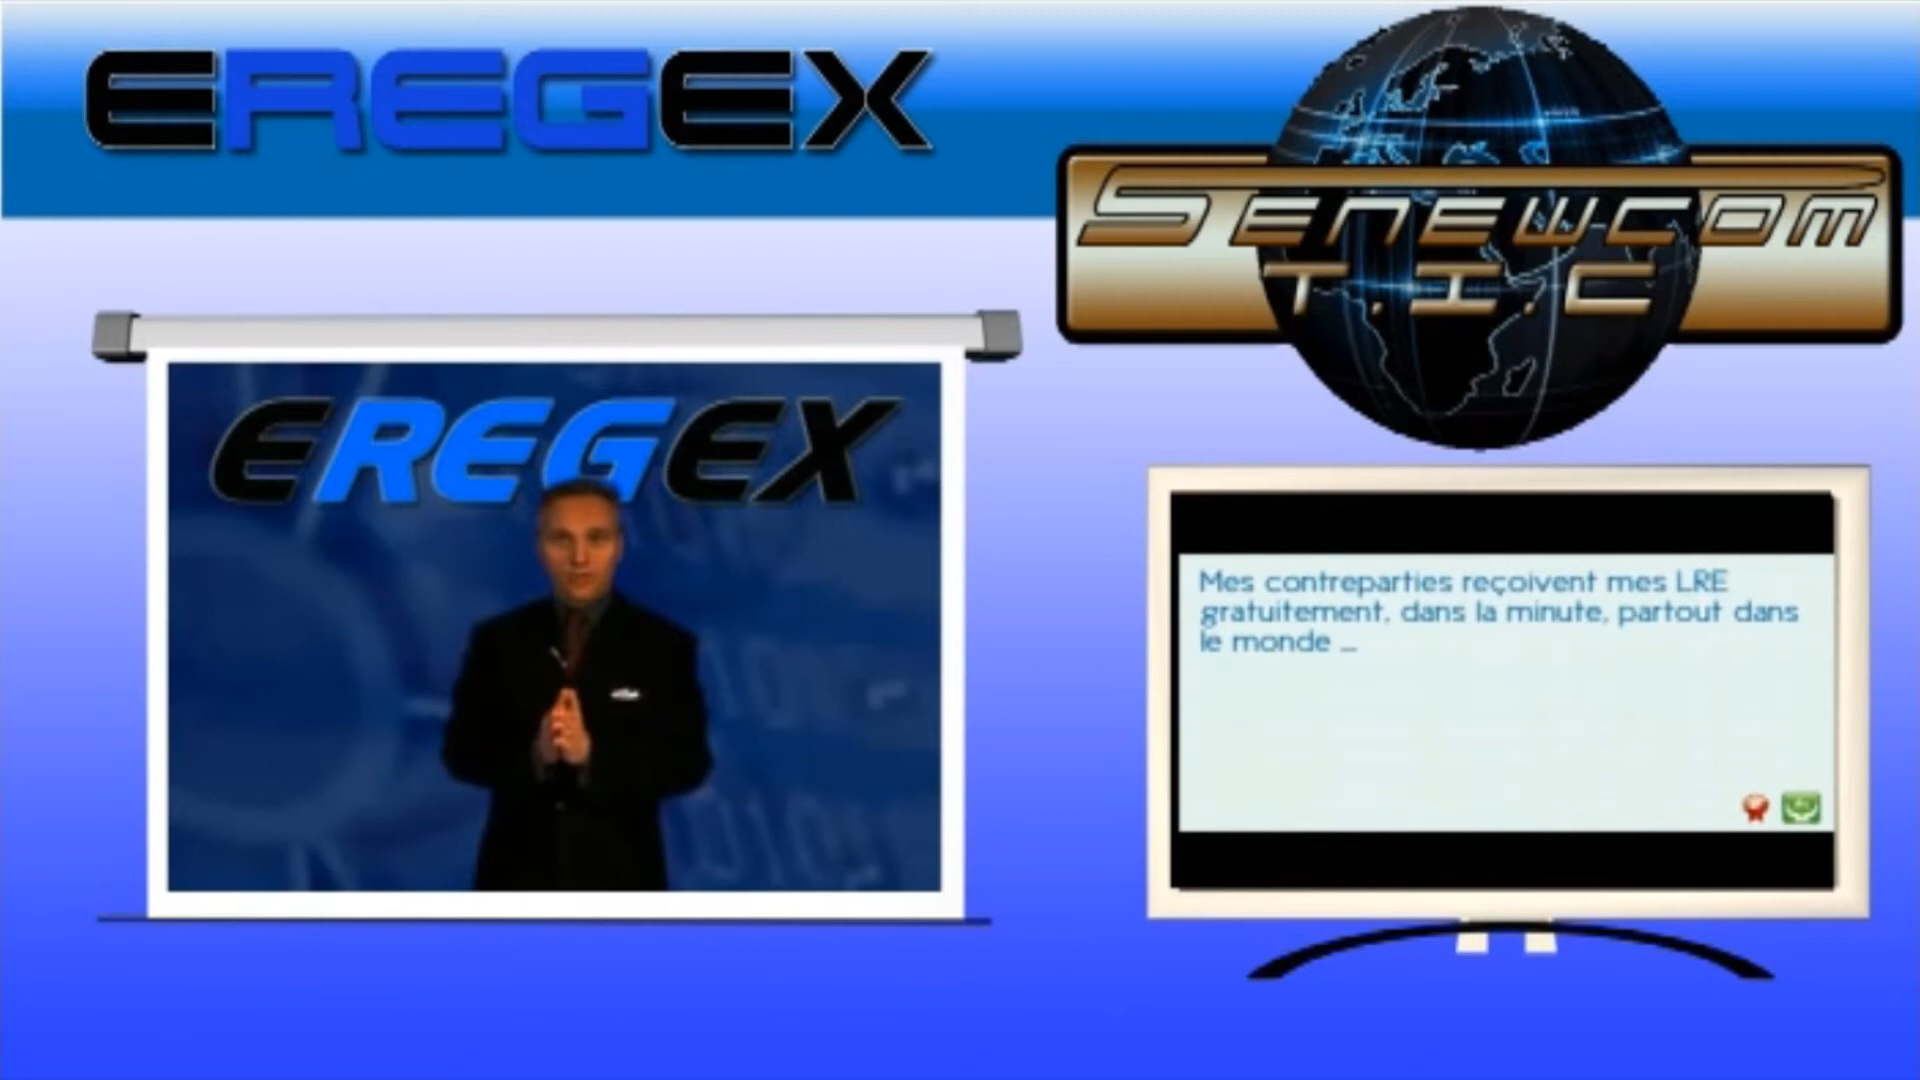 EREGEX
SENEWCOM
T.I.C
EREGEX
Mes contreparties reçoivent mes LRE
gratuitement, dans la minute, partout dans
le monde ...